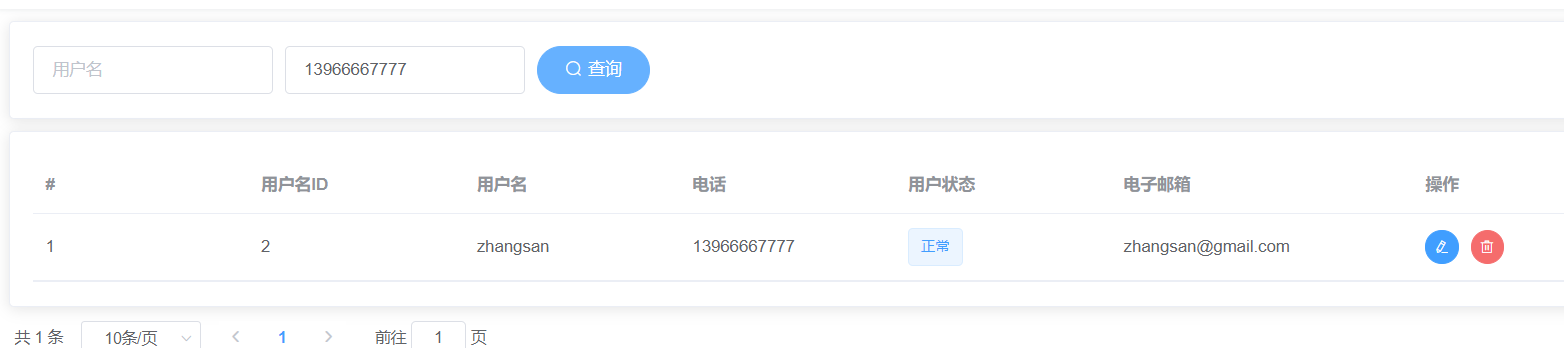 用户名 13966667777 查询
# 用户名ID 用户名 电话 用户状态 电子邮箱 操作
1 2 zhangsan 13966667777 正常 zhangsan@gmail.com
共 1 条 10条/页 1 前往 1 页